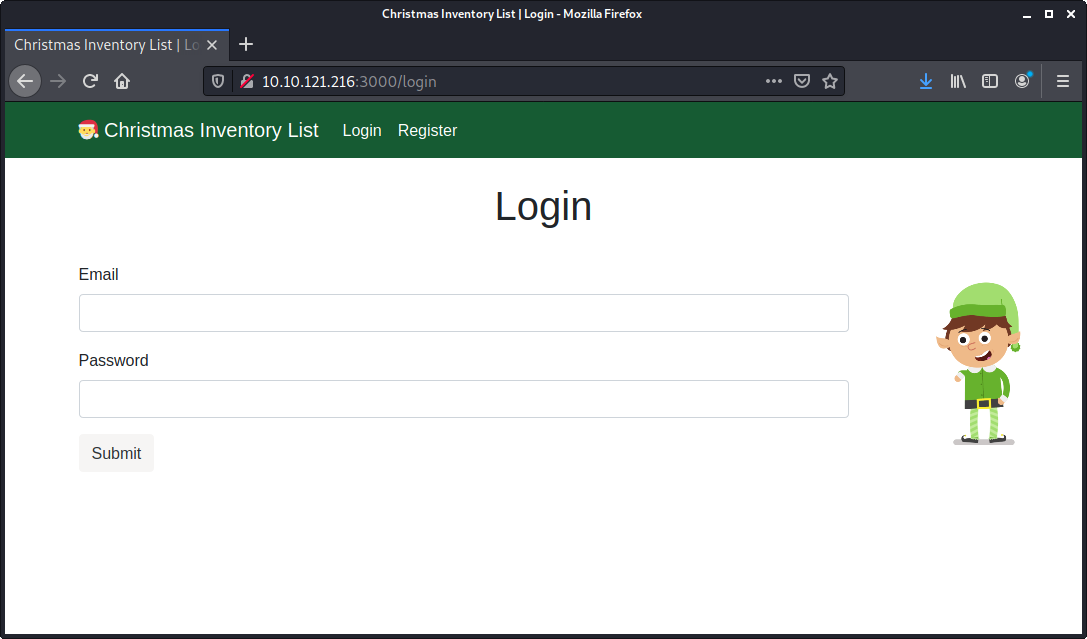 Christmas Inventory List | Login - Mozilla Firefox
Christmas Inventory List | Lo
10.10.121.216:3000/login
Christmas Inventory List Login Register
Login
Email
Password
Submit